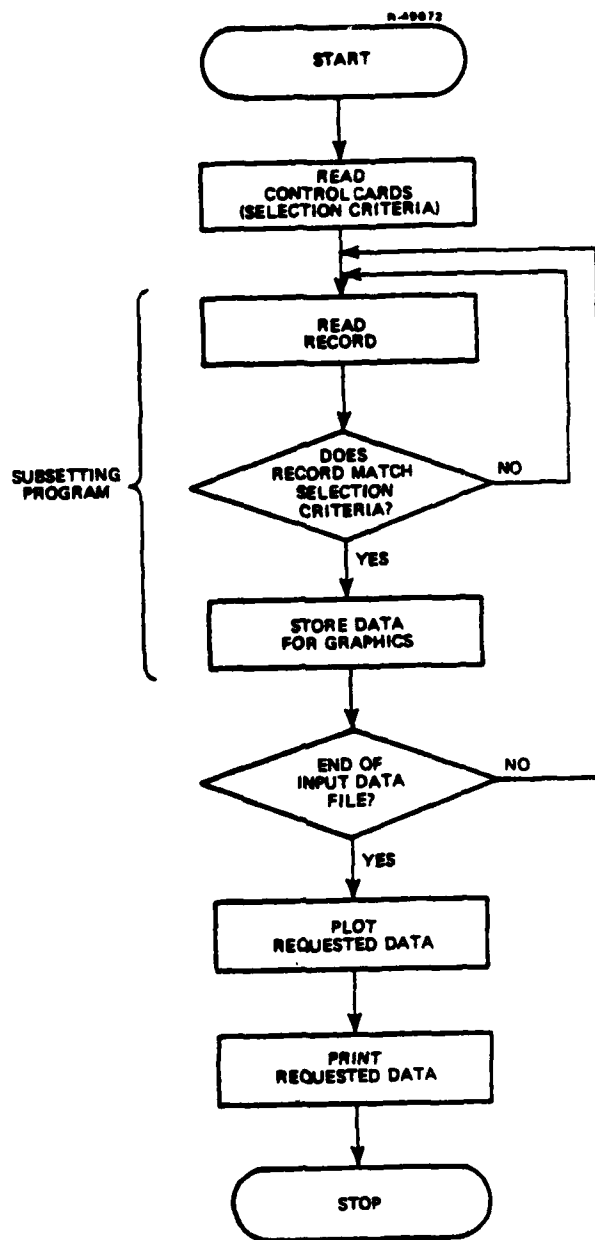 R-49672
START
READ
CONTROL CARDS
(SELECTION CRITERIA)
READ
RECORD
SUBSETTING
PROGRAM
DOES
RECORD MATCH
SELECTION
CRITERIA?
NO
YES
STORE DATA
FOR GRAPHICS
END OF
INPUT DATA
FILE?
NO
YES
PLOT
REQUESTED DATA
PRINT
REQUESTED DATA
STOP